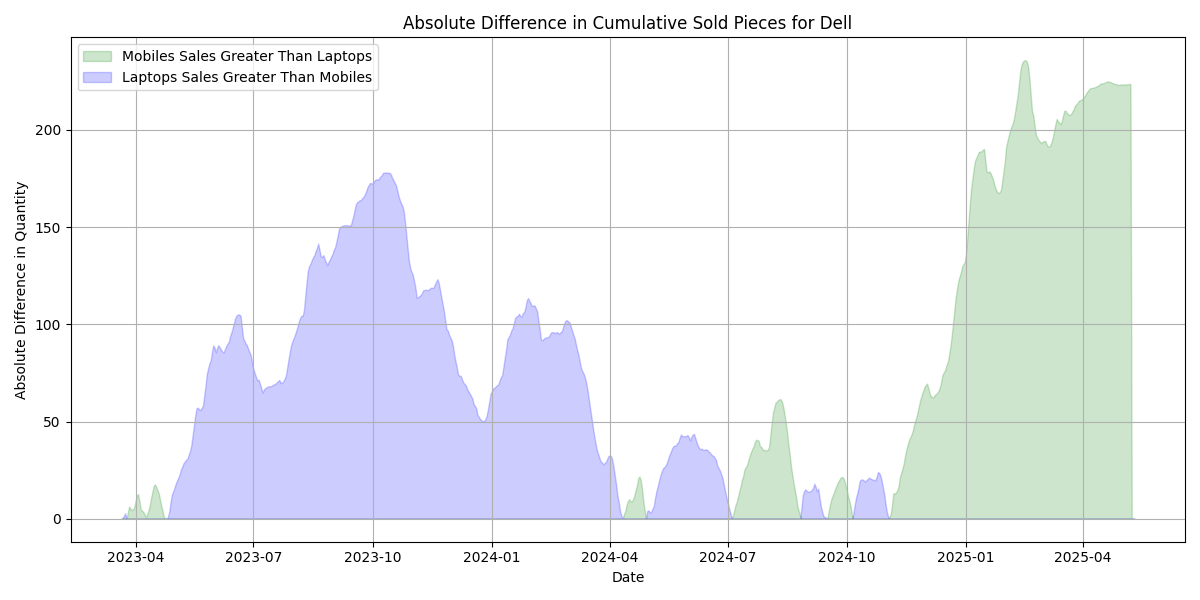 Absolute Difference in Cumulative Sold Pieces for Dell
Mobiles Sales Greater Than Laptops
Laptops Sales Greater Than Mobiles
Absolute Difference in Quantity
200
150
100
50
0
2023-04 2023-07 2023-10 2024-01 2024-04 2024-07 2024-10 2025-01 2025-04
Date